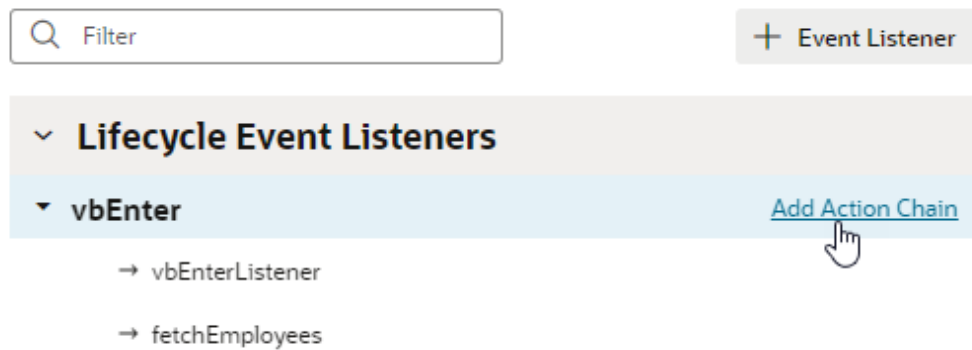 Filter
+ Event Listener
Lifecycle Event Listeners
vbEnter Add Action Chain
→ vbEnterListener
→ fetchEmployees